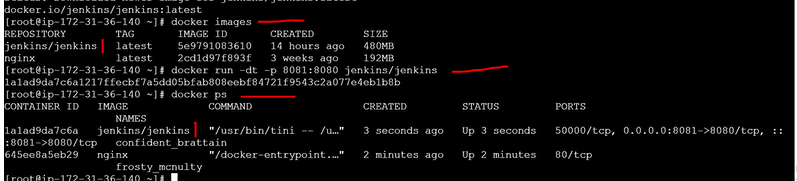 docker.io/jenkins/jenkins:latest
[root@ip-172-31-36-140 ~]# docker images
REPOSITORY TAG IMAGE ID CREATED SIZE
jenkins/jenkins latest 5e9791083610 14 hours ago 480MB
nginx latest 2cd1d97f893f 3 weeks ago 192MB
[root@ip-172-31-36-140 ~]# docker run -dt -p 8081:8080 jenkins/jenkins
1a1ad9da7c6a1217ffecbf7a5dd05bfab808eebf84721f9543c2a077e4eb1b8b
[root@ip-172-31-36-140 ~]# docker ps
CONTAINER ID IMAGE COMMAND CREATED STATUS PORTS
NAMES
1a1ad9da7c6a jenkins/jenkins "/usr/bin/tini -- /u…" 3 seconds ago Up 3 seconds 50000/tcp, 0.0.0.0:8081->8080/tcp, ::
:8081->8080/tcp confident_brattain
645ee8a5eb29 nginx "/docker-entrypoint.…" 2 minutes ago Up 2 minutes 80/tcp
frosty_mcnulty
[root@ip-172-31-36-140 ~]#